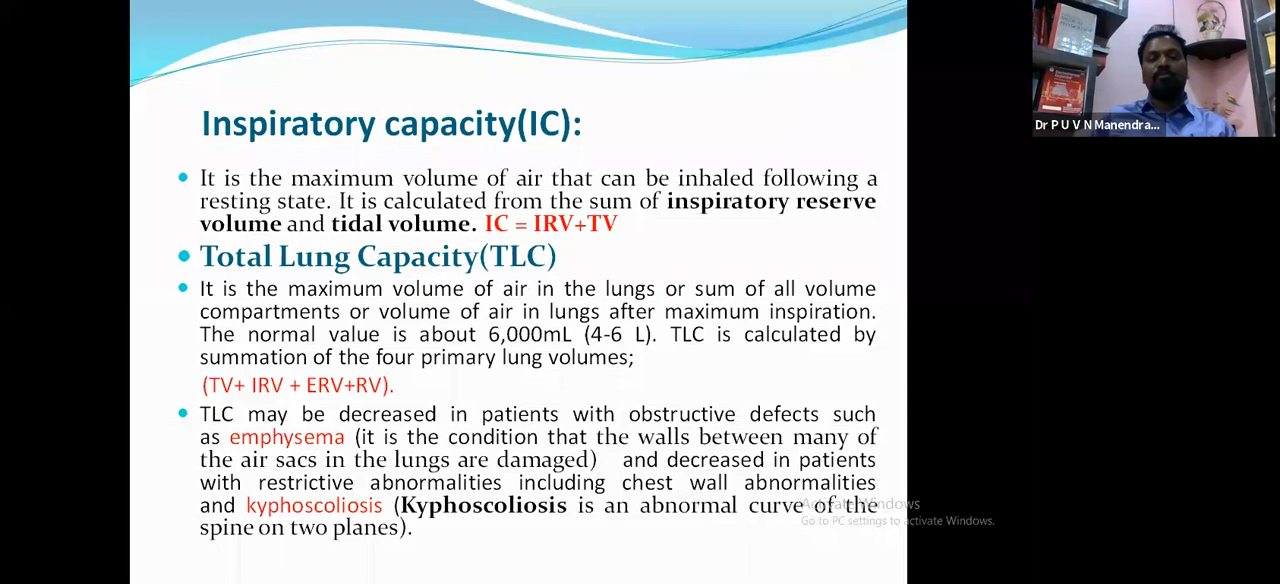 Inspiratory capacity(IC):
It is the maximum volume of air that can be inhaled following a
resting state. It is calculated from the sum of inspiratory reserve
volume and tidal volume. IC = IRV+TV
Total Lung Capacity(TLC)
It is the maximum volume of air in the lungs or sum of all volume
compartments or volume of air in lungs after maximum inspiration.
The normal value is about 6,000mL (4-6 L). TLC is calculated by
summation of the four primary lung volumes;
(TV+ IRV + ERV+RV).
TLC may be decreased in patients with obstructive defects such
as emphysema (it is the condition that the walls between many of
the air sacs in the lungs are damaged) and decreased in patients
with restrictive abnormalities including chest wall abnormalities
and kyphoscoliosis (Kyphoscoliosis is an abnormal curve of the
spine on two planes).
Activate Windows
Go to PC settings to activate Windows.
Dr P U V N Manendra...